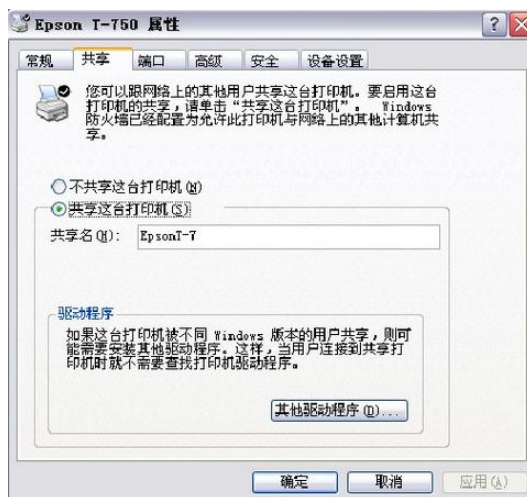 Epson T-750 属性
常规 共享 端口 高级 安全 设备设置
您可以跟网络上的其他用户共享这台打印机。要启用这台
打印机的共享，请单击“共享这台打印机”。 Windows
防火墙已经配置为允许此打印机与网络上的其他计算机共
享。
不共享这台打印机(N)
共享这台打印机(S)
共享名(H): EpsonT-7
驱动程序
如果这台打印机被不同 Windows 版本的用户共享，则可
能需要安装其他驱动程序。这样，当用户连接到共享打
印机时就不需要查找打印机驱动程序。
其他驱动程序(D)...
确定 取消 应用(A)